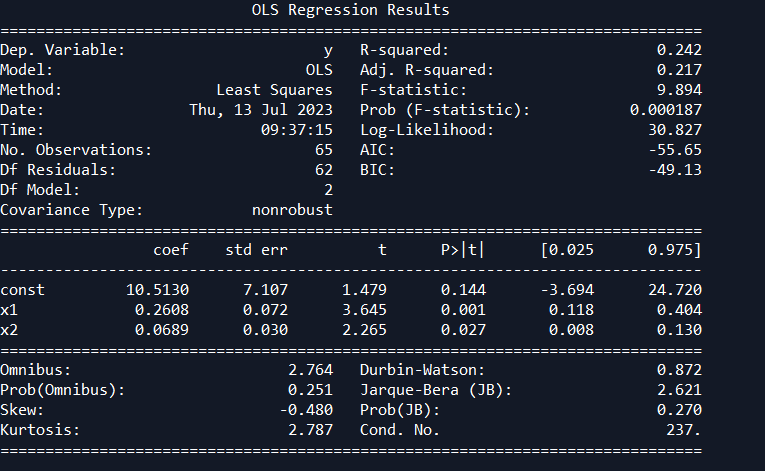 OLS Regression Results
==============================================================================
Dep. Variable:                      y   R-squared:                       0.242
Model:                            OLS   Adj. R-squared:                  0.217
Method:                 Least Squares   F-statistic:                     9.894
Date:                Thu, 13 Jul 2023   Prob (F-statistic):           0.000187
Time:                        09:37:15   Log-Likelihood:                 30.827
No. Observations:                  65   AIC:                            -55.65
Df Residuals:                      62   BIC:                            -49.13
Df Model:                           2
Covariance Type:            nonrobust
==============================================================================
                 coef    std err          t      P>|t|      [0.025      0.975]
------------------------------------------------------------------------------
const         10.5130      7.107      1.479      0.144      -3.694      24.720
x1             0.2608      0.072      3.645      0.001       0.118       0.404
x2             0.0689      0.030      2.265      0.027       0.008       0.130
==============================================================================
Omnibus:                        2.764   Durbin-Watson:                   0.872
Prob(Omnibus):                  0.251   Jarque-Bera (JB):                2.621
Skew:                          -0.480   Prob(JB):                        0.270
Kurtosis:                       2.787   Cond. No.                         237.
==============================================================================